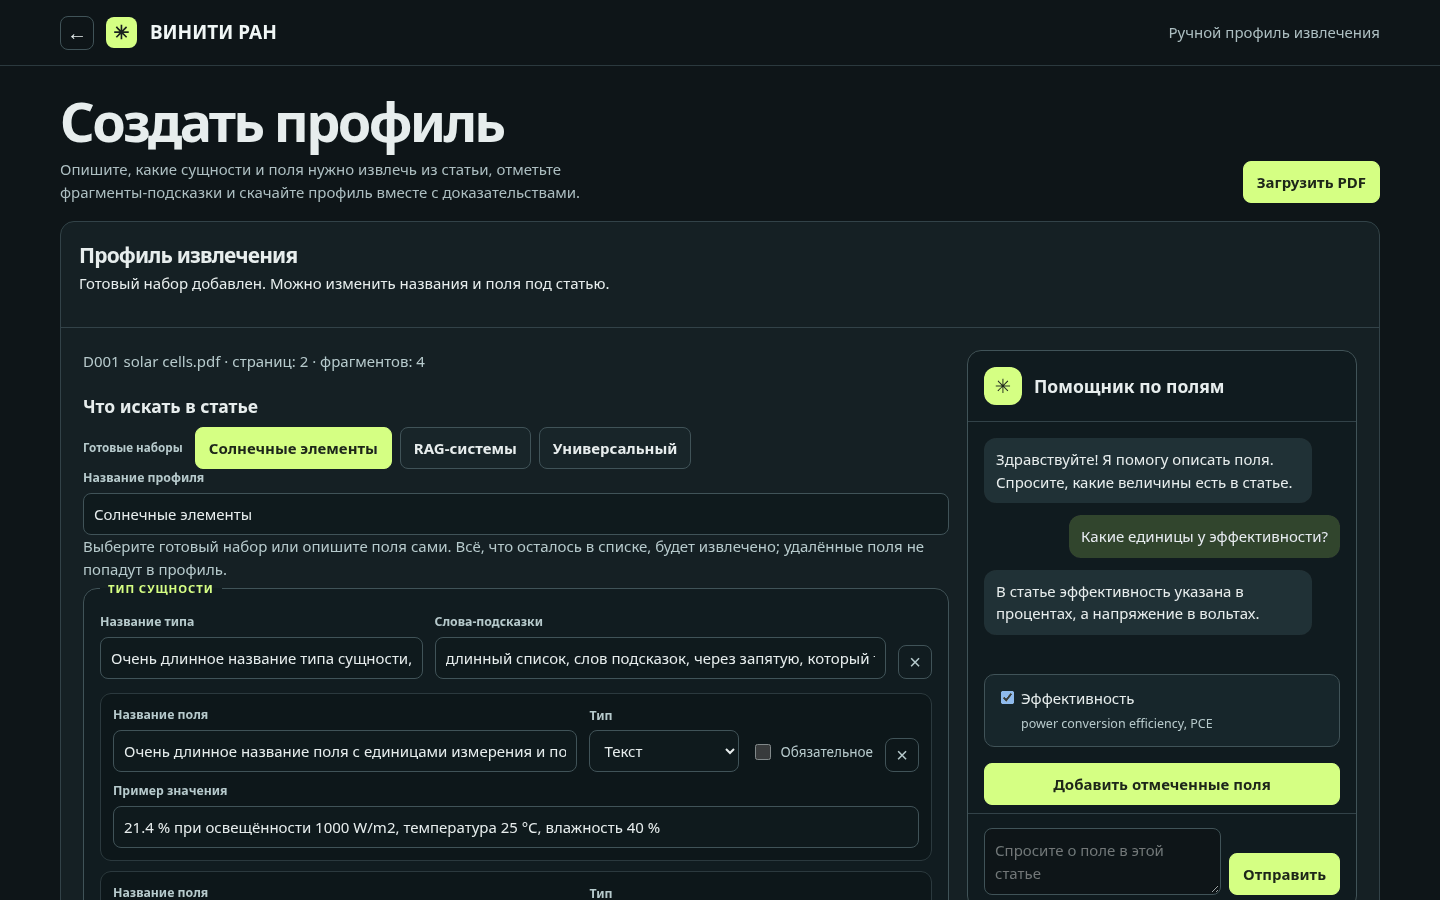 ←
ВИНИТИ РАН
Ручной профиль извлечения
Создать профиль
Опишите, какие сущности и поля нужно извлечь из статьи, отметьте
фрагменты-подсказки и скачайте профиль вместе с доказательствами.
Загрузить PDF
Профиль извлечения
Готовый набор добавлен. Можно изменить названия и поля под статью.
D001 solar cells.pdf · страниц: 2 · фрагментов: 4
Что искать в статье
Готовые наборы
Солнечные элементы
RAG-системы
Универсальный
Название профиля
Солнечные элементы
Выберите готовый набор или опишите поля сами. Всё, что осталось в списке, будет извлечено; удалённые поля не
попадут в профиль.
ТИП СУЩНОСТИ
Название типа
Слова-подсказки
Очень длинное название типа сущности,
длинный список, слов подсказок, через запятую, который
×
Название поля
Тип
Очень длинное название поля с единицами измерения и по
Текст
Обязательное
×
Пример значения
21.4 % при освещённости 1000 W/m2, температура 25 °C, влажность 40 %
Название поля
Тип
Помощник по полям
Здравствуйте! Я помогу описать поля.
Спросите, какие величины есть в статье.
Какие единицы у эффективности?
В статье эффективность указана в
процентах, а напряжение в вольтах.
Эффективность
power conversion efficiency, PCE
Добавить отмеченные поля
Спросите о поле в этой
статье
Отправить